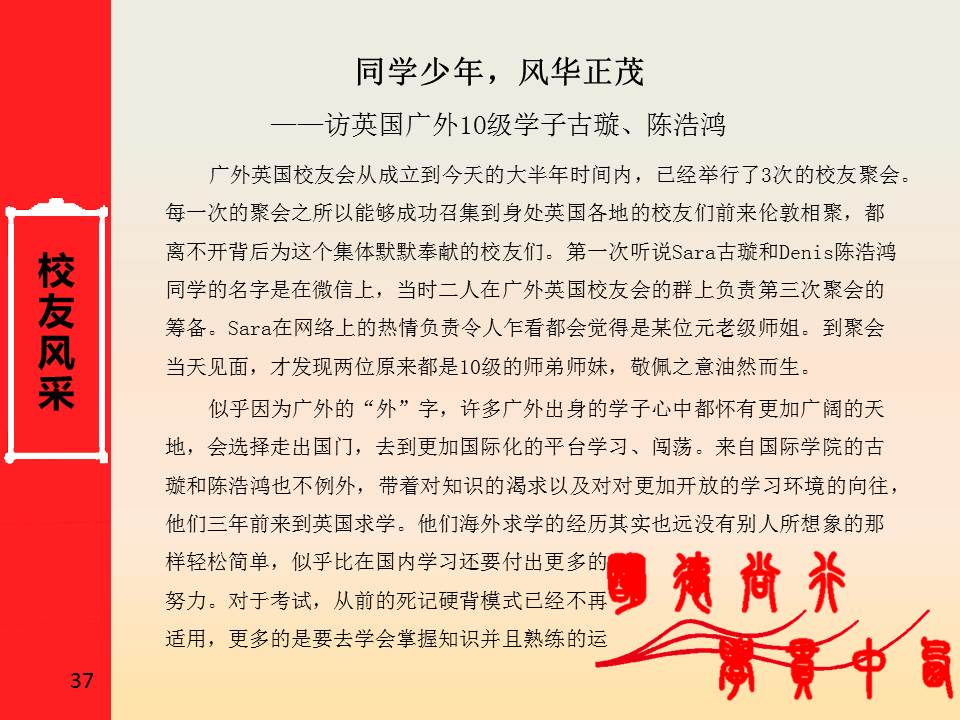 同学少年，风华正茂
——访英国广外10级学子古璇、陈浩鸿
广外英国校友会从成立到今天的大半年时间内，已经举行了3次的校友聚会。
每一次的聚会之所以能够成功召集到身处英国各地的校友们前来伦敦相聚，都
离不开背后为这个集体默默奉献的校友们。第一次听说Sara古璇和Denis陈浩鸿
同学的名字是在微信上，当时二人在广外英国校友会的群上负责第三次聚会的
筹备。Sara在网络上的热情负责令人乍看都会觉得是某位元老级师姐。到聚会
当天见面，才发现两位原来都是10级的师弟师妹，敬佩之意油然而生。
似乎因为广外的“外”字，许多广外出身的学子心中都怀有更加广阔的天
地，会选择走出国门，去到更加国际化的平台学习、闯荡。来自国际学院的古
璇和陈浩鸿也不例外，带着对知识的渴求以及对对更加开放的学习环境的向往，
他们三年前来到英国求学。他们海外求学的经历其实也远没有别人所想象的那
样轻松简单，似乎比在国内学习还要付出更多的
努力。对于考试，从前的死记硬背模式已经不再
适用，更多的是要去学会掌握知识并且熟练的运
校友风采
明德尚行
學貫中西
37